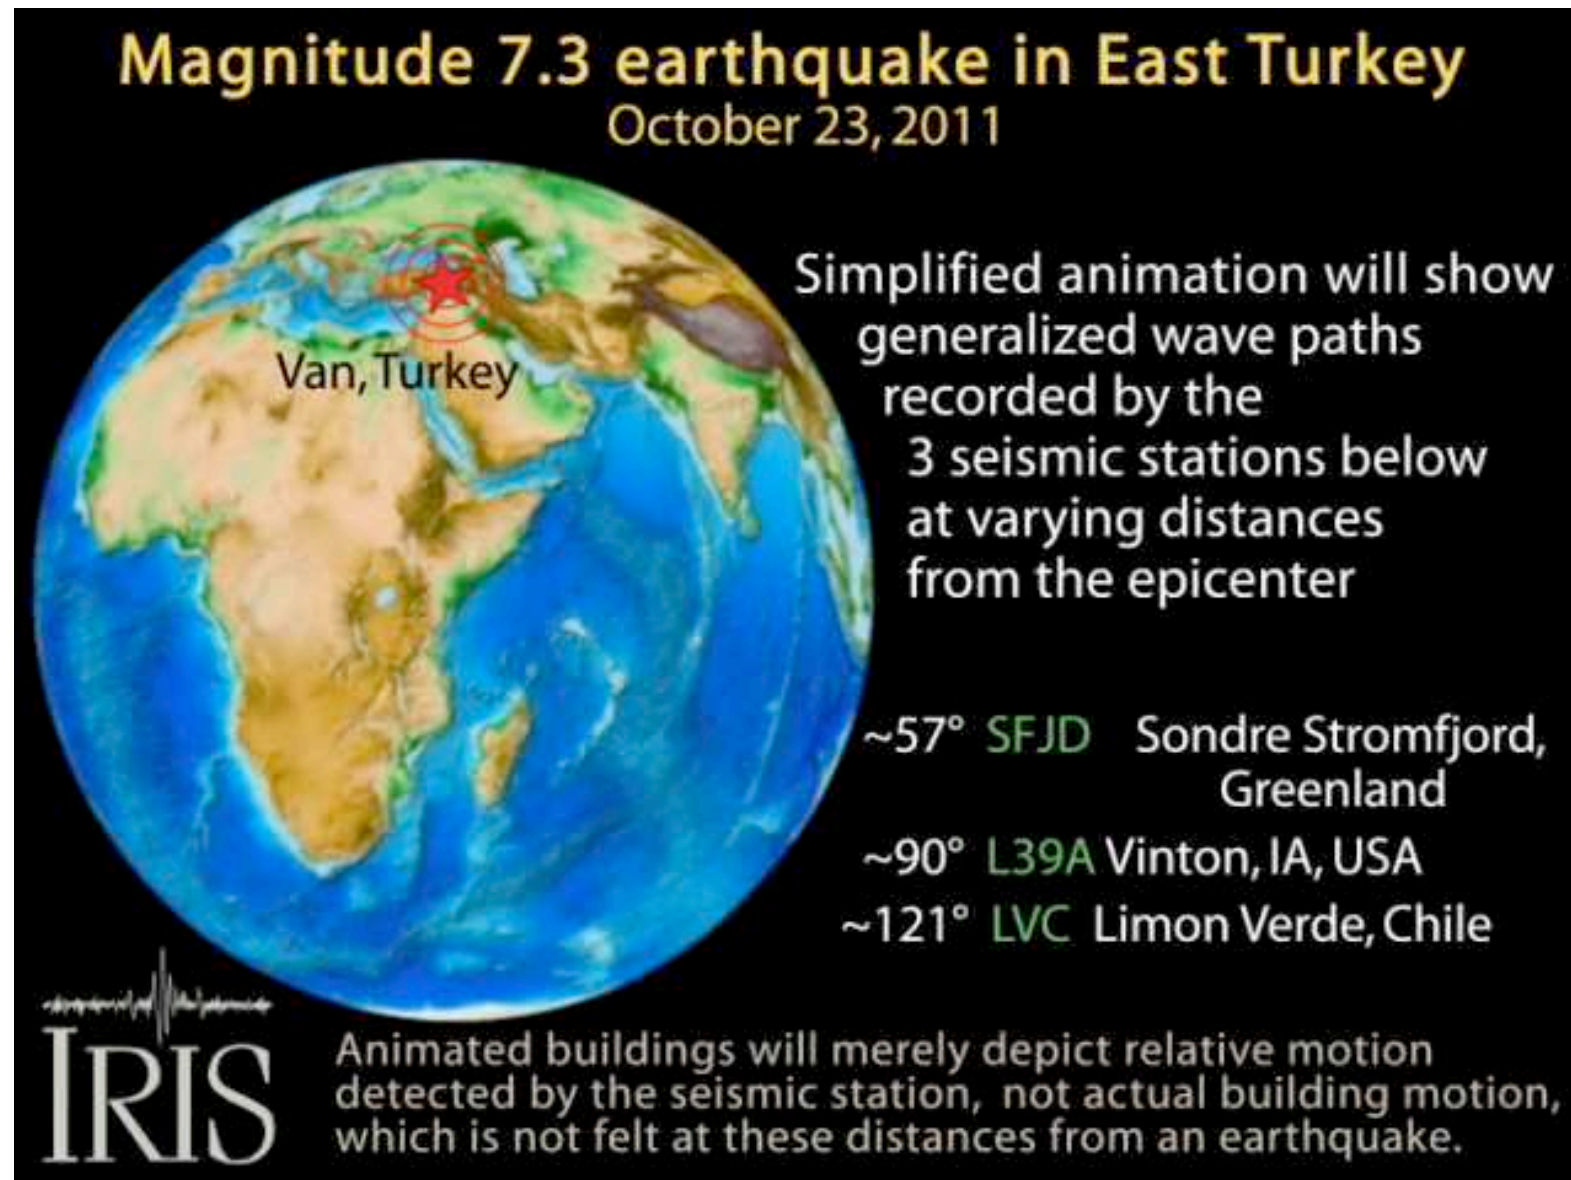 Magnitude 7.3 earthquake in East Turkey
October 23, 2011
Van, Turkey
Simplified animation will show
generalized wave paths
recorded by the
3 seismic stations below
at varying distances
from the epicenter
~57° SFJD Sondre Stromfjord,
Greenland
~90° L39A Vinton, IA, USA
~121° LVC Limon Verde, Chile
IRIS
Animated buildings will merely depict relative motion
detected by the seismic station, not actual building motion,
which is not felt at these distances from an earthquake.